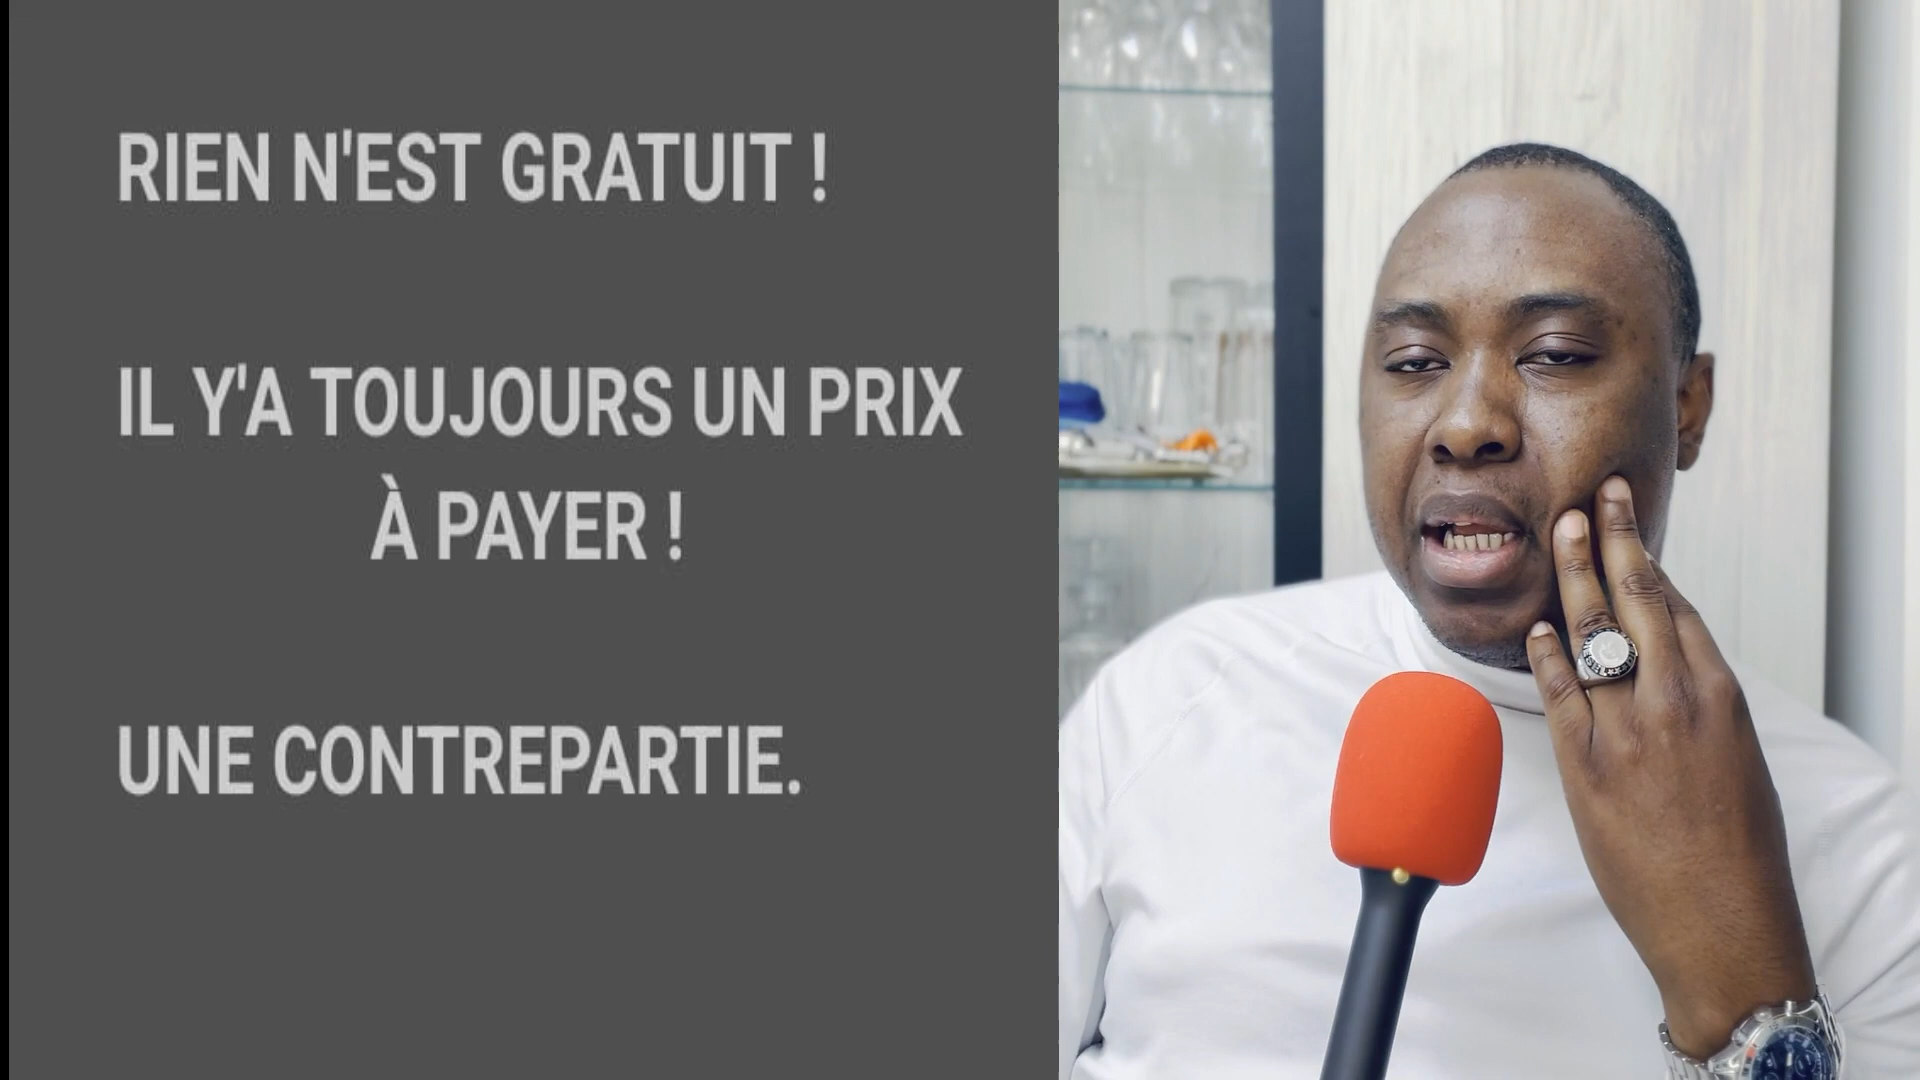 RIEN N'EST GRATUIT !
IL Y'A TOUJOURS UN PRIX
À PAYER !
UNE CONTREPARTIE.